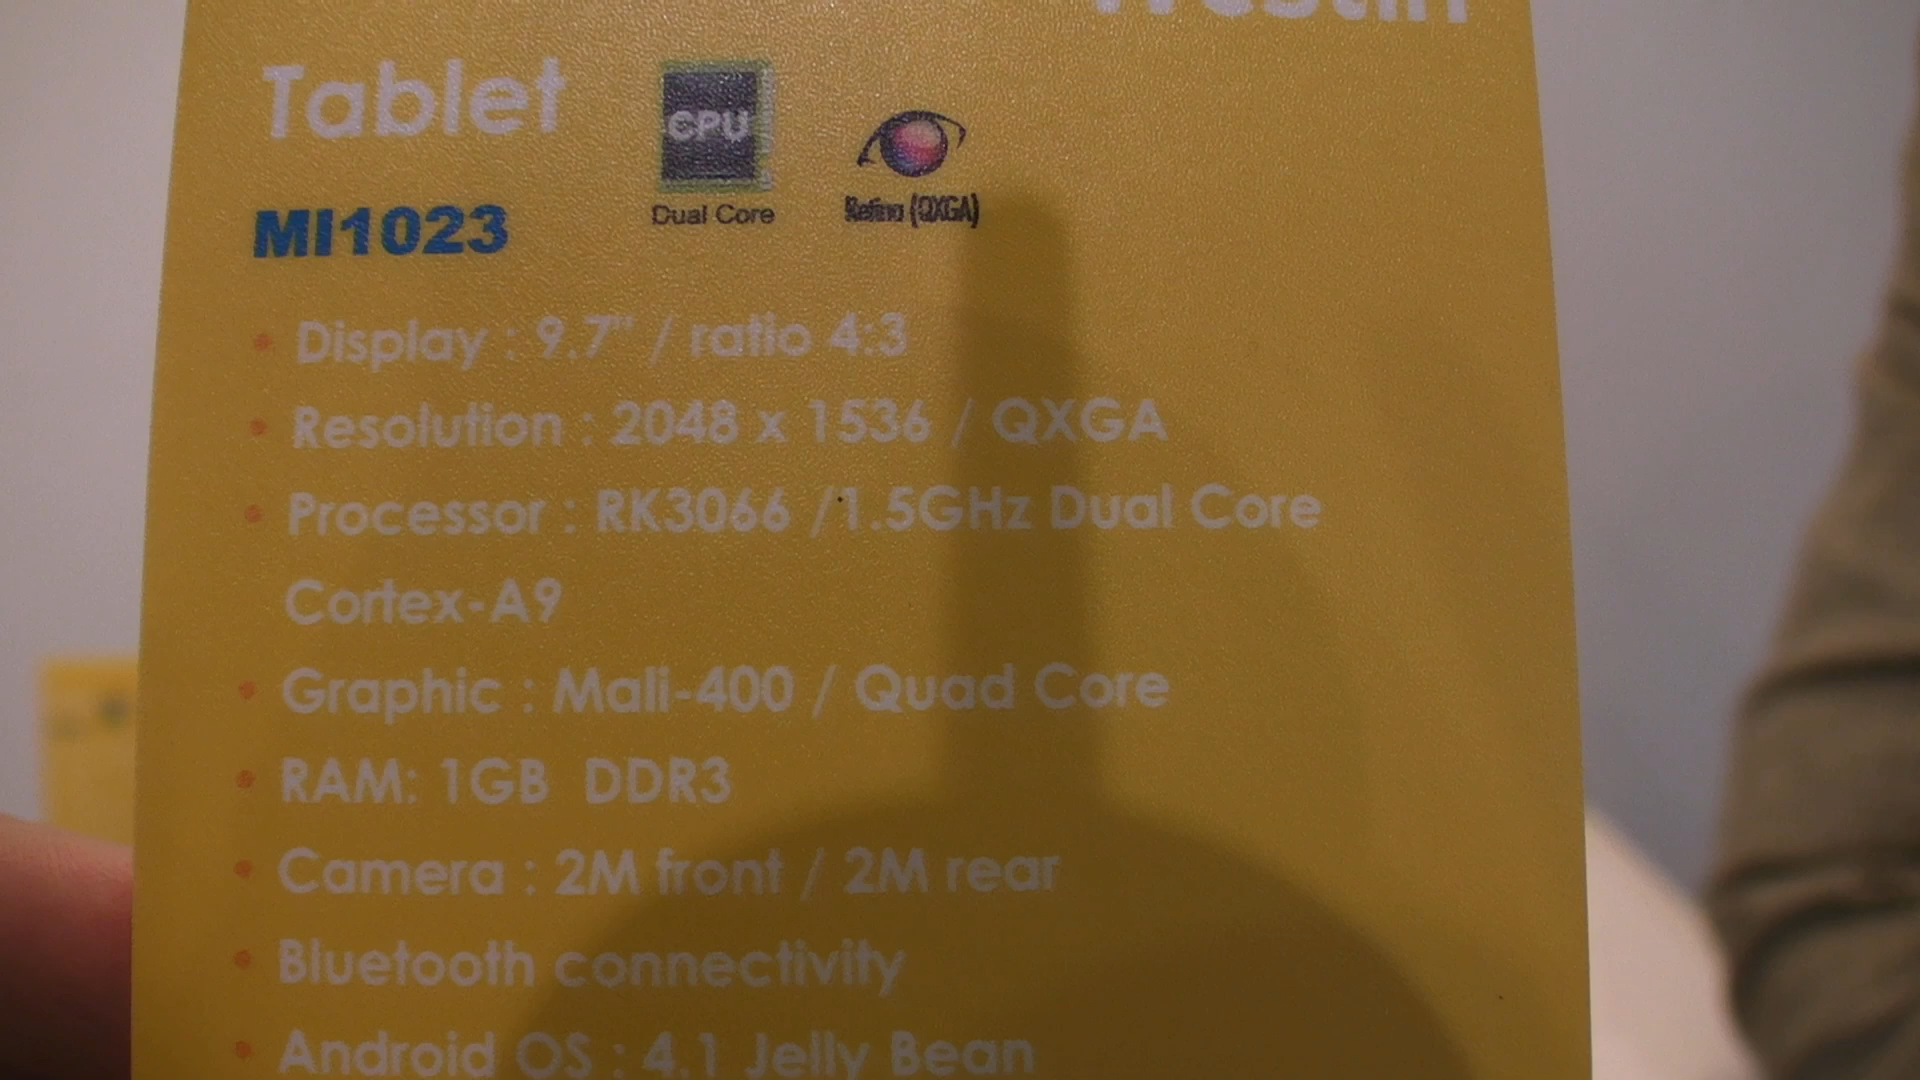 Westin
Tablet
CPU
Dual Core
Retina (QXGA)
MI1023
Display : 9.7" / ratio 4:3
Resolution : 2048 x 1536 / QXGA
Processor : RK3066 /1.5GHz Dual Core
Cortex-A9
Graphic : Mali-400 / Quad Core
RAM: 1GB DDR3
Camera : 2M front / 2M rear
Bluetooth connectivity
Android OS : 4.1 Jelly Bean